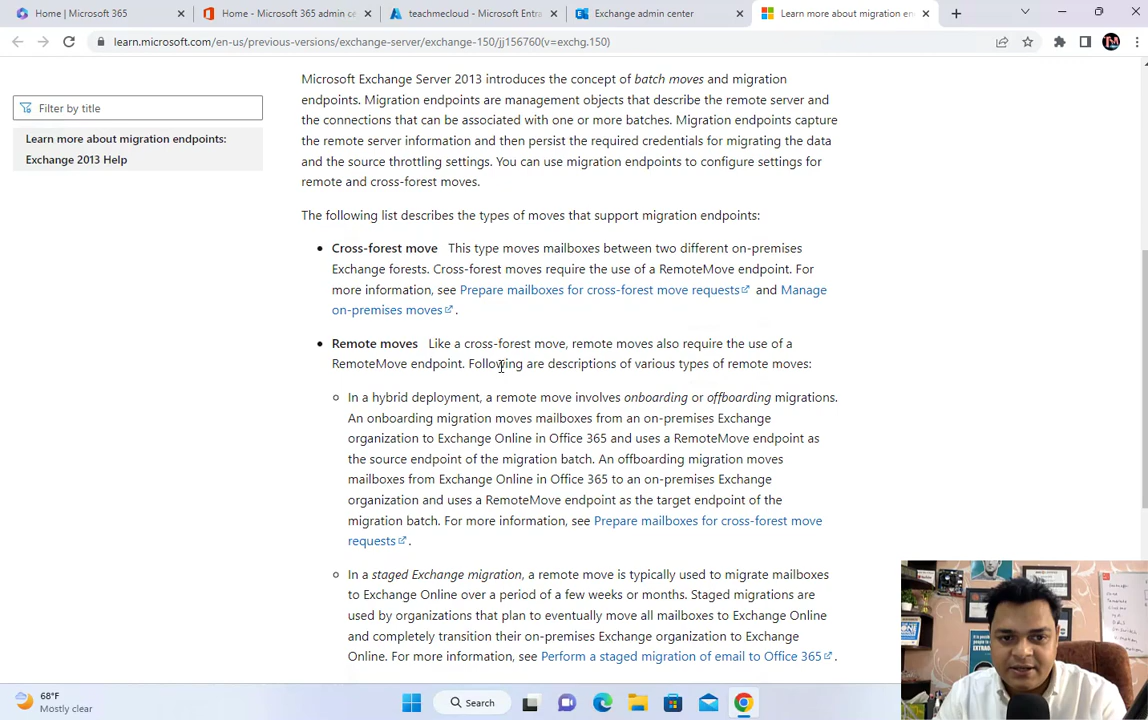 Home | Microsoft 365
Home - Microsoft 365 admin ce
teachmecloud - Microsoft Entra
Exchange admin center
Learn more about migration en
learn.microsoft.com/en-us/previous-versions/exchange-server/exchange-150/jj156760(v=exchg.150)
Filter by title
Learn more about migration endpoints:
Exchange 2013 Help
Microsoft Exchange Server 2013 introduces the concept of batch moves and migration
endpoints. Migration endpoints are management objects that describe the remote server and
the connections that can be associated with one or more batches. Migration endpoints capture
the remote server information and then persist the required credentials for migrating the data
and the source throttling settings. You can use migration endpoints to configure settings for
remote and cross-forest moves.
The following list describes the types of moves that support migration endpoints:
Cross-forest move This type moves mailboxes between two different on-premises
Exchange forests. Cross-forest moves require the use of a RemoteMove endpoint. For
more information, see Prepare mailboxes for cross-forest move requests and Manage
on-premises moves.
Remote moves Like a cross-forest move, remote moves also require the use of a
RemoteMove endpoint. Following are descriptions of various types of remote moves:
In a hybrid deployment, a remote move involves onboarding or offboarding migrations.
An onboarding migration moves mailboxes from an on-premises Exchange
organization to Exchange Online in Office 365 and uses a RemoteMove endpoint as
the source endpoint of the migration batch. An offboarding migration moves
mailboxes from Exchange Online in Office 365 to an on-premises Exchange
organization and uses a RemoteMove endpoint as the target endpoint of the
migration batch. For more information, see Prepare mailboxes for cross-forest move
requests.
In a staged Exchange migration, a remote move is typically used to migrate mailboxes
to Exchange Online over a period of a few weeks or months. Staged migrations are
used by organizations that plan to eventually move all mailboxes to Exchange Online
and completely transition their on-premises Exchange organization to Exchange
Online. For more information, see Perform a staged migration of email to Office 365.
68°F
Mostly clear
Search